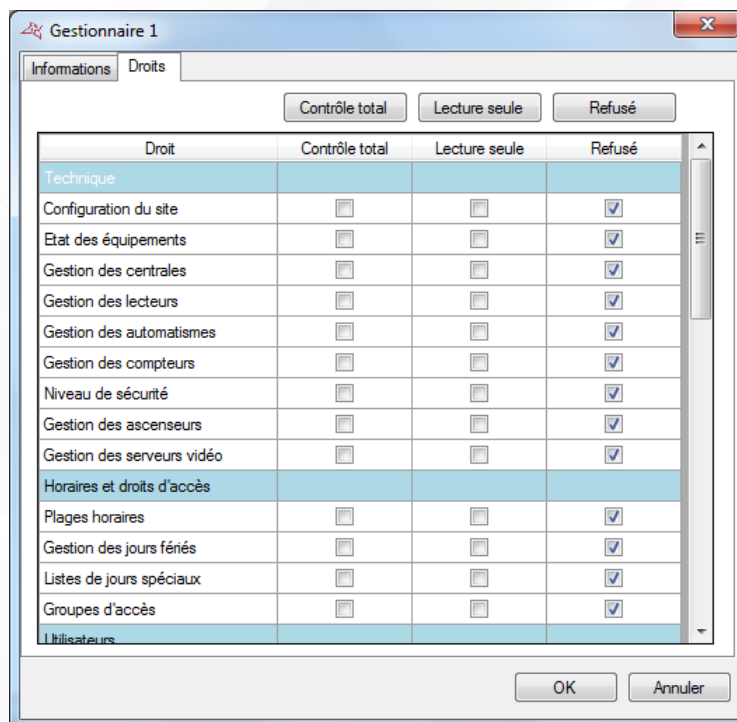 Gestionnaire 1
Informations Droits
Contrôle total Lecture seule Refusé
Droit Contrôle total Lecture seule Refusé
Technique
Configuration du site
Etat des équipements
Gestion des centrales
Gestion des lecteurs
Gestion des automatismes
Gestion des compteurs
Niveau de sécurité
Gestion des ascenseurs
Gestion des serveurs vidéo
Horaires et droits d'accès
Plages horaires
Gestion des jours fériés
Listes de jours spéciaux
Groupes d'accès
Utilisateurs
OK Annuler